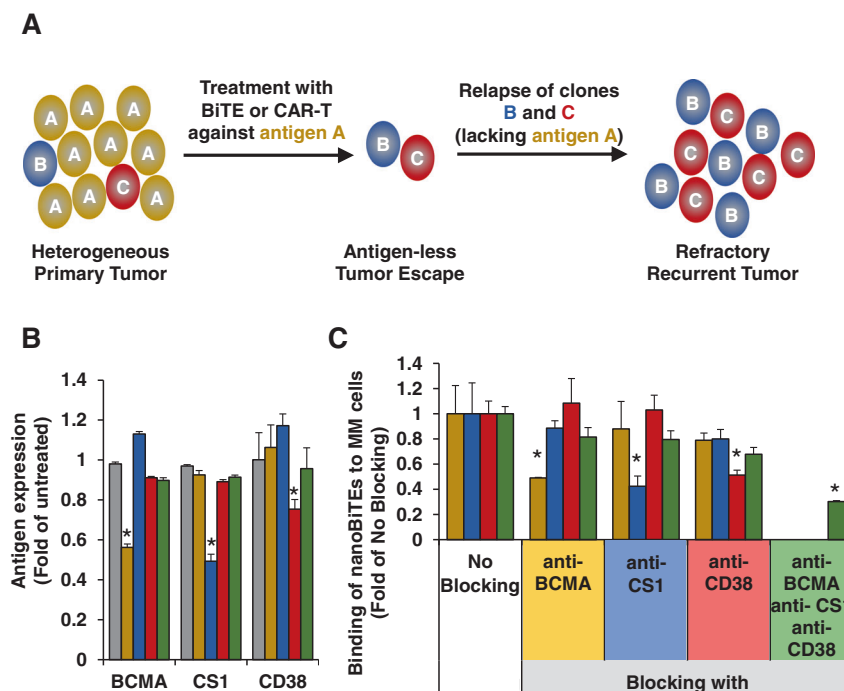 A
A
A
A
A
A
A
B
A
A
A
C
A
A
A
Heterogeneous
Primary Tumor
Treatment with
BiTE or CAR-T
against antigen A
B
C
Antigen-less
Tumor Escape
Relapse of clones
B and C
(lacking antigen A)
B
C
B
C
B
C
C
B
C
B
Refractory
Recurrent Tumor
B
Antigen expression
(Fold of untreated)
1.4
1.2
1
0.8
0.6
0.4
0.2
0
*
*
*
BCMA CS1 CD38
C
Binding of nanoBiTEs to MM cells
(Fold of No Blocking)
1.4
1.2
1
0.8
0.6
0.4
0.2
0
*
*
*
*
No
Blocking
anti-
BCMA
anti-
CS1
anti-
CD38
anti-
BCMA
anti- CS1
anti-
CD38
Blocking with